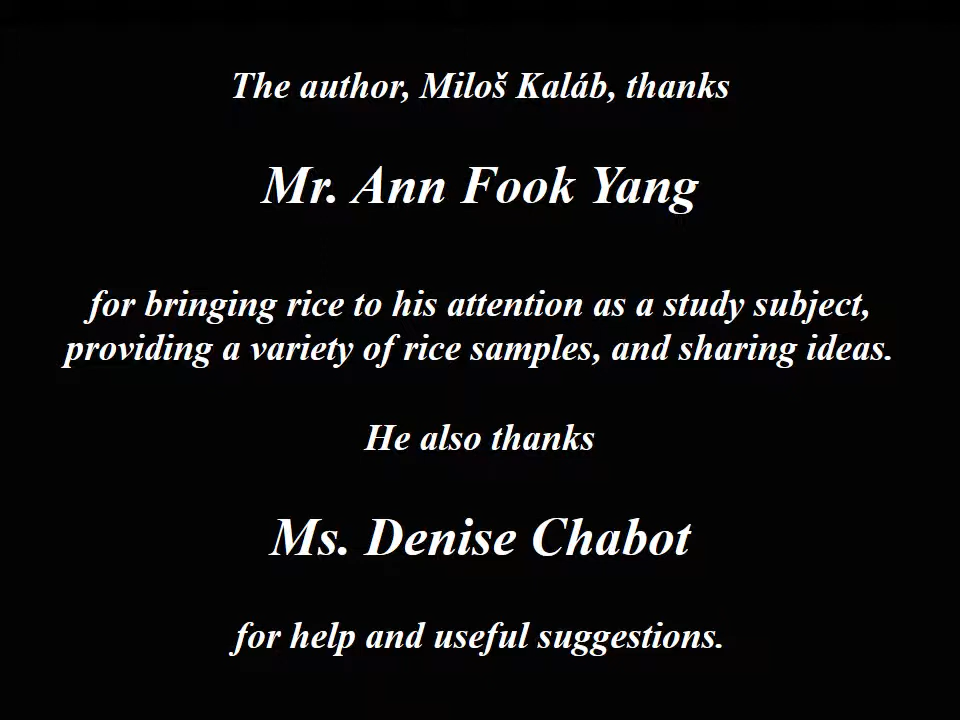 The author, Miloš Kaláb, thanks
Mr. Ann Fook Yang
for bringing rice to his attention as a study subject,
providing a variety of rice samples, and sharing ideas.
He also thanks
Ms. Denise Chabot
for help and useful suggestions.